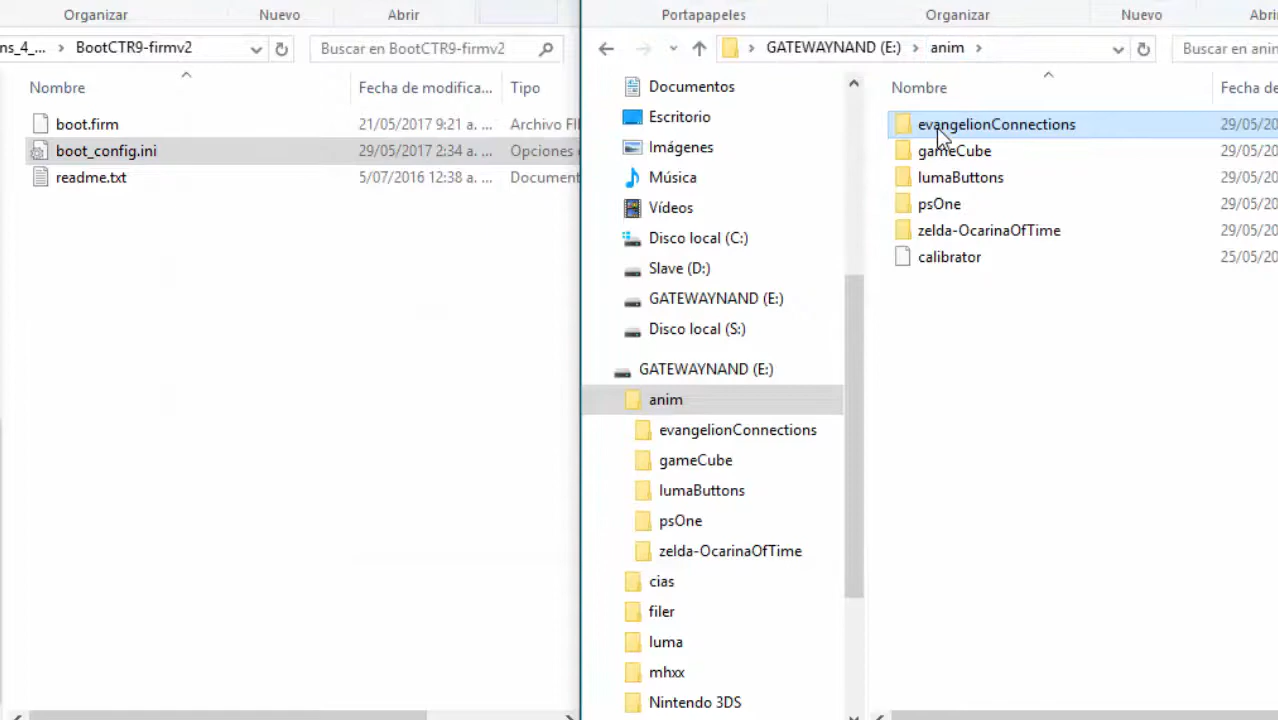 Organizar
Nuevo
Abrir
ns_4_... > BootCTR9-firmv2
Buscar en BootCTR9-firmv2
Nombre
Fecha de modifica...
Tipo
boot.firm
21/05/2017 9:21 a. ...
Archivo FI
boot_config.ini
29/05/2017 2:34 a. ...
Opciones
readme.txt
5/07/2016 12:38 a. ...
Document
Portapapeles
Organizar
Nuevo
Abri
GATEWAYNAND (E:) > anim >
Buscar en anin
Documentos
Escritorio
Imágenes
Música
Vídeos
Disco local (C:)
Slave (D:)
GATEWAYNAND (E:)
Disco local (S:)
GATEWAYNAND (E:)
anim
evangelionConnections
gameCube
lumaButtons
psOne
zelda-OcarinaOfTime
cias
filer
luma
mhxx
Nintendo 3DS
Nombre
Fecha de
evangelionConnections
29/05/20
gameCube
29/05/20
lumaButtons
29/05/20
psOne
29/05/20
zelda-OcarinaOfTime
29/05/20
calibrator
25/05/20